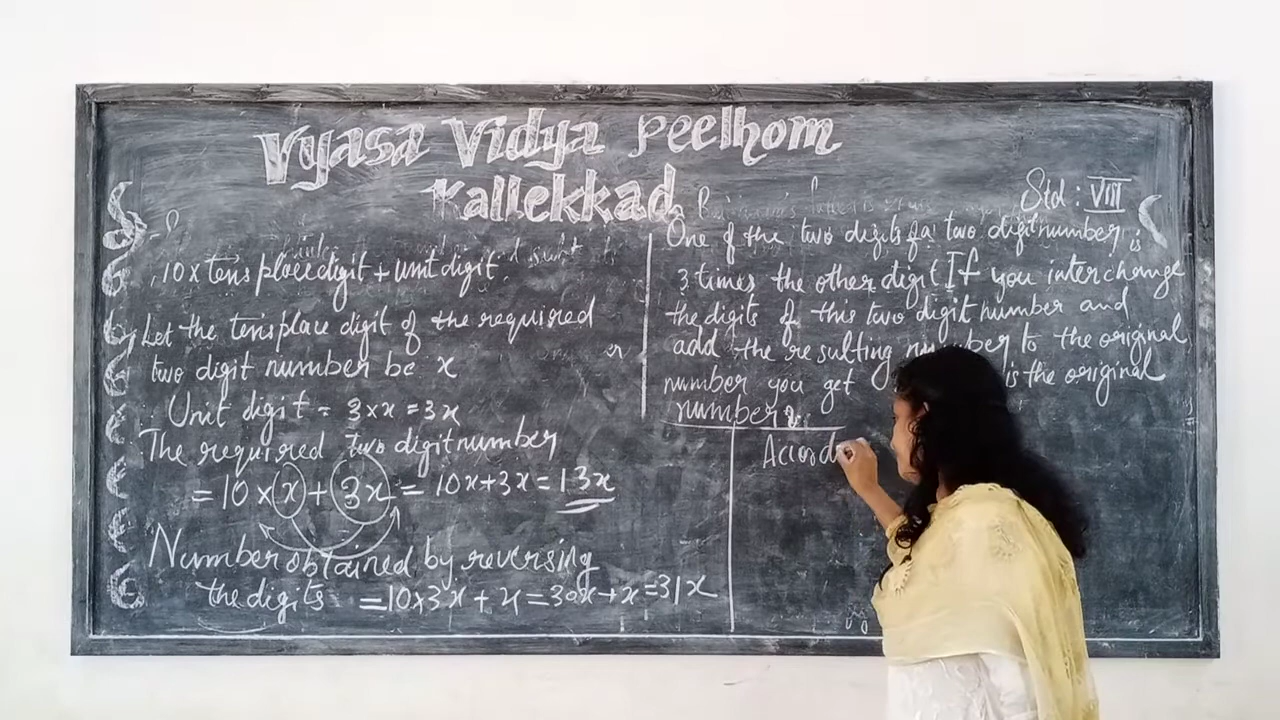 Vyasa Vidya Peelhom
Kallekkad
Std : VIII
10 x tens place digit + unit digit.
Let the tens place digit of the required
two digit number be x
Unit digit = 3 x x = 3x
The required two digit number
= 10 x x + 3x = 10x+3x = 13x
Number obtained by reversing
the digits = 10x3x + x = 30x + x = 31x
or
One of the two digits of a two digit number is
3 times the other digit If you interchange
the digits of this two digit number and
add the resulting number to the original
number you get is the original
number
Accord